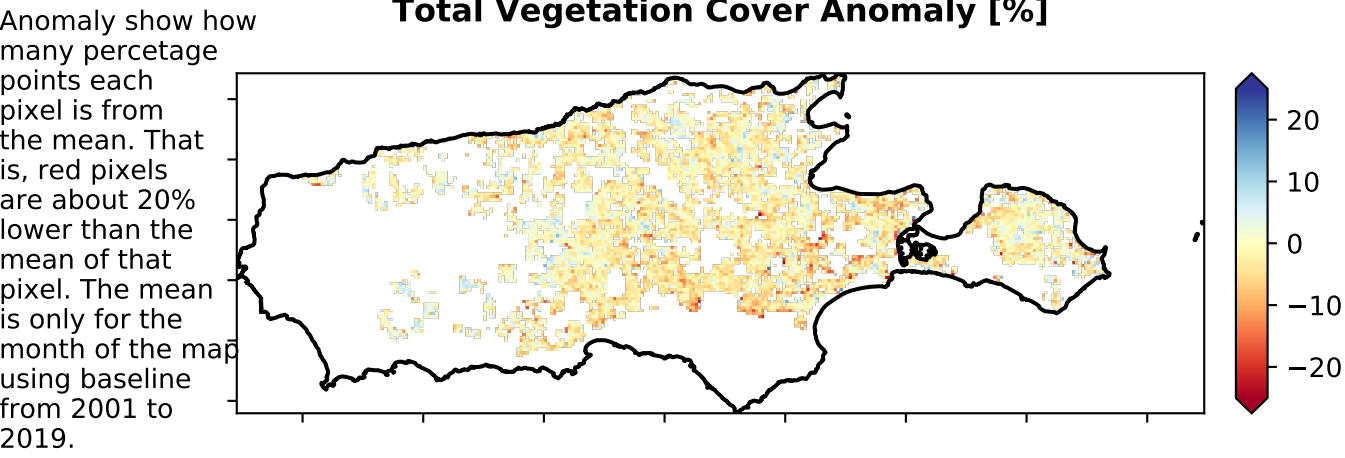 Total Vegetation Cover Anomaly [%]
Anomaly show how
many percetage
points each
pixel is from
the mean. That
is, red pixels
are about 20%
lower than the
mean of that
pixel. The mean
is only for the
month of the map
using baseline
from 2001 to
2019.
20
10
0
−10
−20